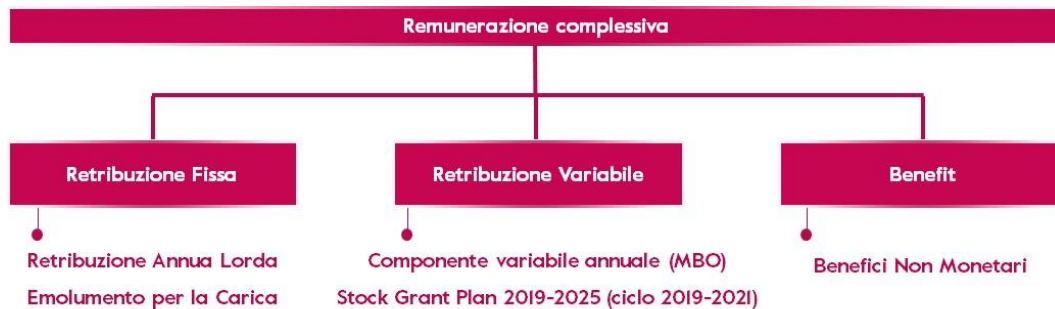 Remunerazione complessiva
Retribuzione Fissa
Retribuzione Annua Lorda
Emolumento per la Carica
Retribuzione Variabile
Componente variabile annuale (MBO)
Stock Grant Plan 2019-2025 (ciclo 2019-2021)
Benefit
Benefici Non Monetari